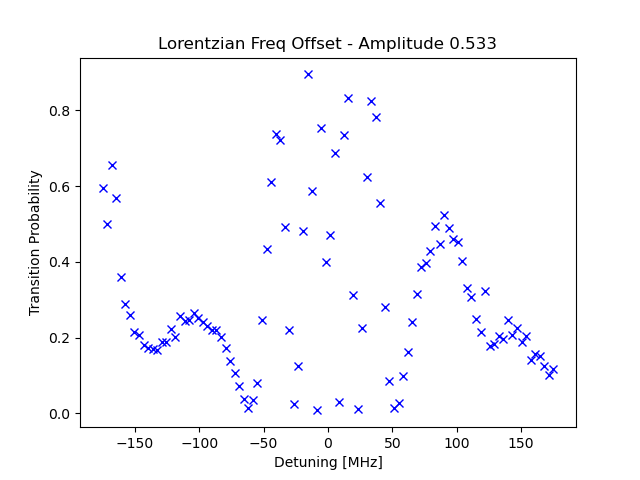 Lorentzian Freq Offset - Amplitude 0.533
Transition Probability
0.8
0.6
0.4
0.2
0.0
−150 −100 −50 0 50 100 150
Detuning [MHz]